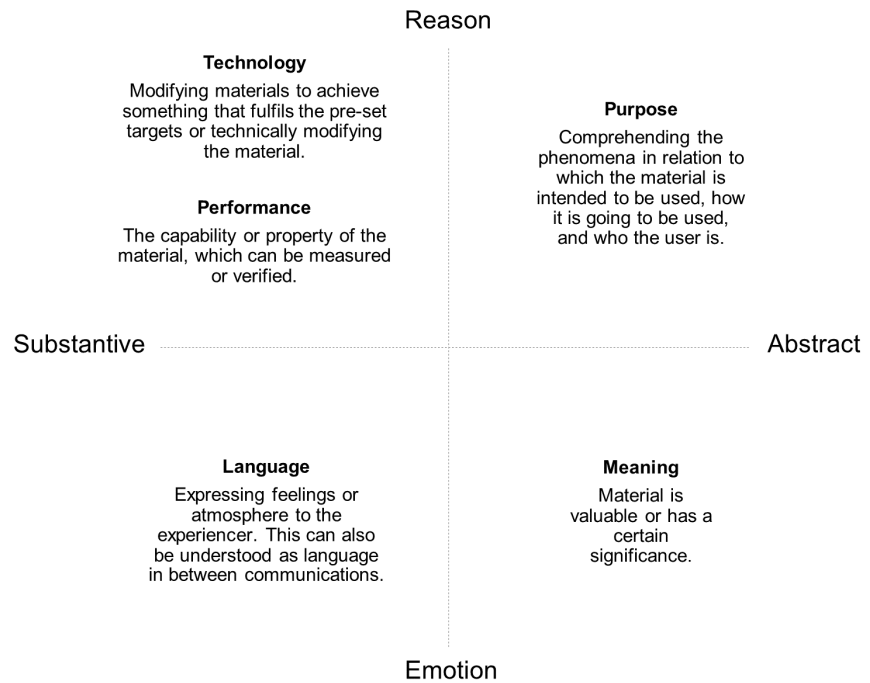 Reason
Technology
Modifying materials to achieve
something that fulfils the pre-set
targets or technically modifying
the material.
Performance
The capability or property of the
material, which can be measured
or verified.
Purpose
Comprehending the
phenomena in relation to
which the material is
intended to be used, how
it is going to be used,
and who the user is.
Substantive
Abstract
Language
Expressing feelings or
atmosphere to the
experiencer. This can also
be understood as language
in between communications.
Meaning
Material is
valuable or has a
certain
significance.
Emotion